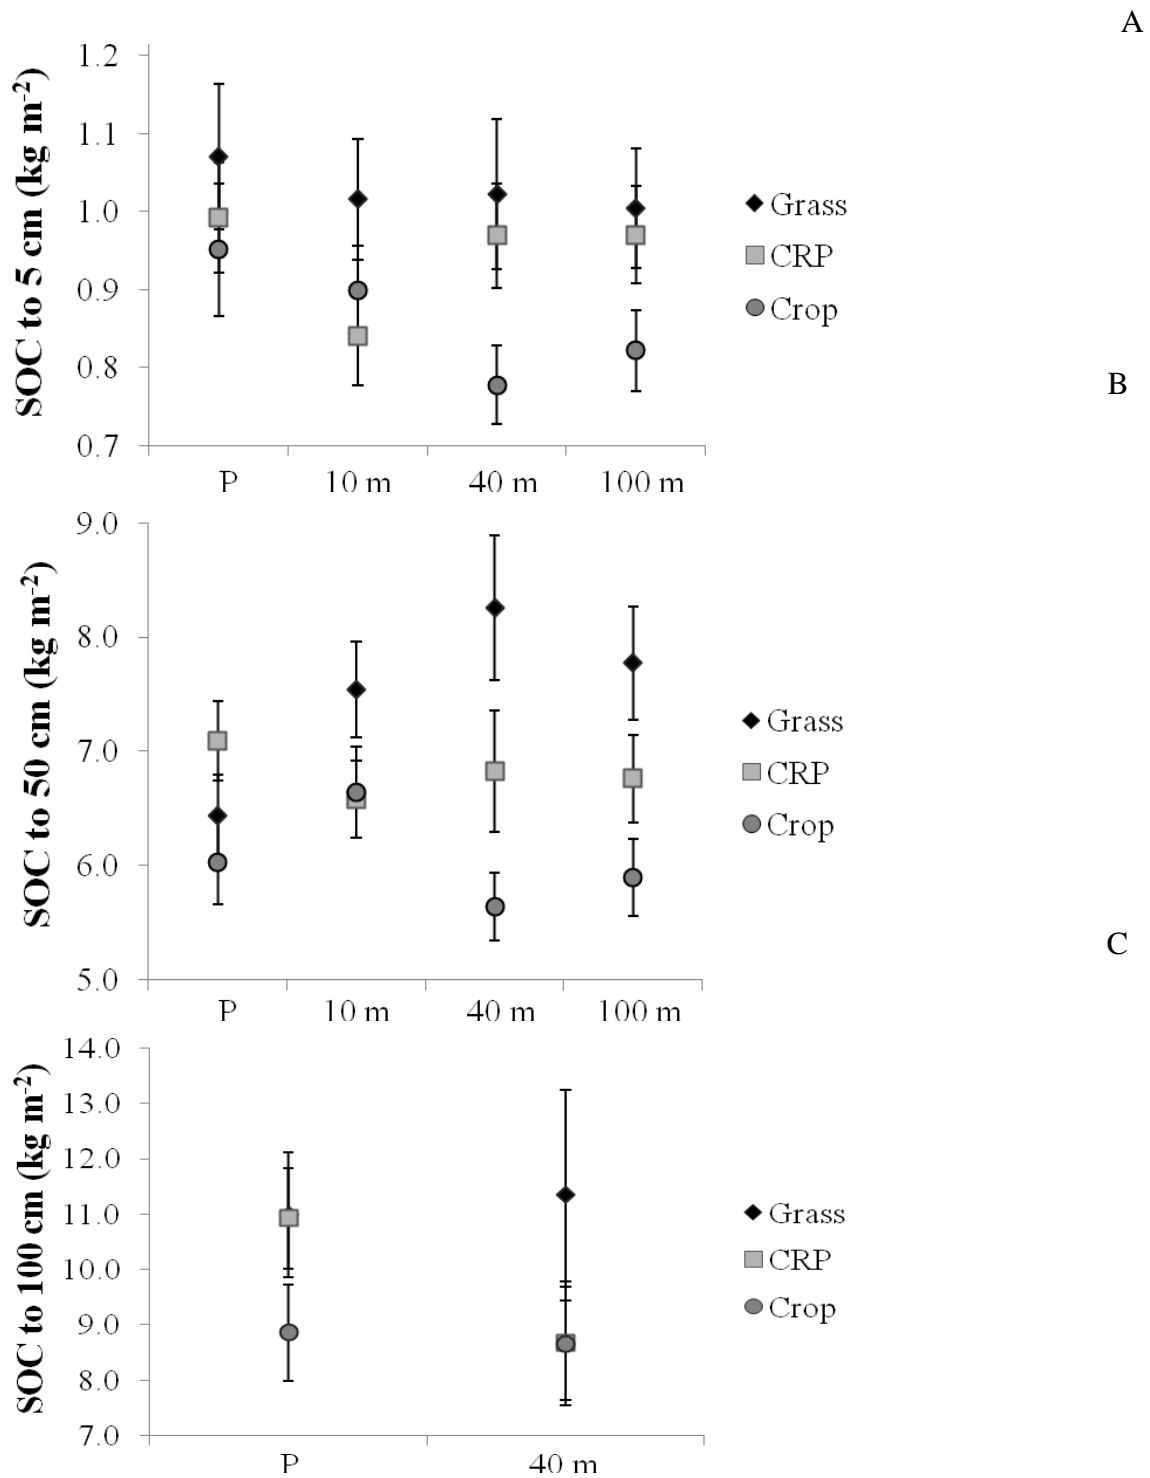 A
SOC to 5 cm (kg m-2)
1.2
1.1
1.0
0.9
0.8
0.7
P 10 m 40 m 100 m
Grass
CRP
Crop
B
SOC to 50 cm (kg m-2)
9.0
8.0
7.0
6.0
5.0
P 10 m 40 m 100 m
Grass
CRP
Crop
C
SOC to 100 cm (kg m-2)
14.0
13.0
12.0
11.0
10.0
9.0
8.0
7.0
P 40 m
Grass
CRP
Crop